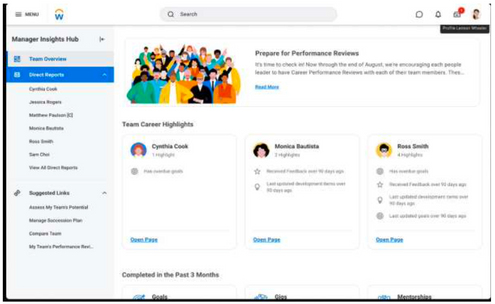 MENU
Search
Profile Lamont Wheeler
Manager Insights Hub
Team Overview
Direct Reports
Cynthia Cook
Jessica Rogers
Matthew Paulson [C]
Monica Bautista
Ross Smith
Sam Choi
View All Direct Reports
Suggested Links
Assess My Team's Potential
Manage Succession Plan
Compare Team
My Team's Performance Revi...
Prepare for Performance Reviews
It's time to check in! Now through the end of August, we're encouraging each people
leader to have Career Performance Reviews with each of their team members. Thes...
Read More
Team Career Highlights
Cynthia Cook
1 Highlight
Has overdue goals
Open Page
Monica Bautista
2 Highlights
Received Feedback over 90 days ago
Last updated development items over
90 days ago
Open Page
Ross Smith
4 Highlights
Has overdue goals
Received Feedback over 90 days ago
Last updated development items over
90 days ago
Last updated goals over 90 days ago
Open Page
Completed in the Past 3 Months
Goals
Gigs
Mentorships